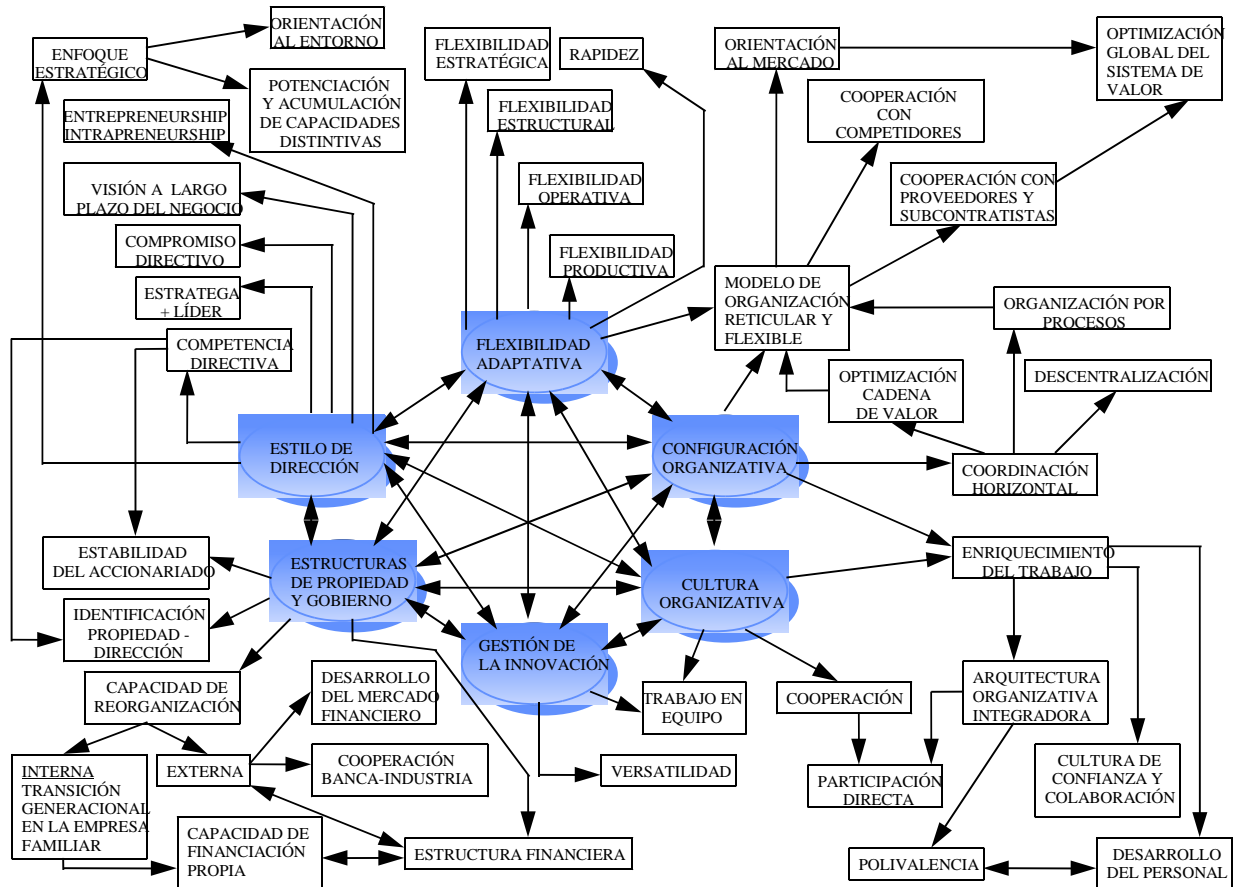 ORIENTACIÓN
AL ENTORNO
ENFOQUE
ESTRATÉGICO
POTENCIACIÓN
Y ACUMULACIÓN
DE CAPACIDADES
DISTINTIVAS
ENTREPRENEURSHIP
INTRAPRENEURSHIP
VISIÓN A LARGO
PLAZO DEL NEGOCIO
COMPROMISO
DIRECTIVO
ESTRATEGA
+ LÍDER
COMPETENCIA
DIRECTIVA
FLEXIBILIDAD
ESTRATÉGICA
RAPIDEZ
FLEXIBILIDAD
ESTRUCTURAL
FLEXIBILIDAD
OPERATIVA
FLEXIBILIDAD
PRODUCTIVA
ORIENTACIÓN
AL MERCADO
OPTIMIZACIÓN
GLOBAL DEL
SISTEMA DE
VALOR
COOPERACIÓN
CON
COMPETIDORES
COOPERACIÓN CON
PROVEEDORES Y
SUBCONTRATISTAS
MODELO DE
ORGANIZACIÓN
RETICULAR Y
FLEXIBLE
ORGANIZACIÓN POR
PROCESOS
OPTIMIZACIÓN
CADENA
DE VALOR
DESCENTRALIZACIÓN
FLEXIBILIDAD
ADAPTATIVA
ESTILO DE
DIRECCIÓN
CONFIGURACIÓN
ORGANIZATIVA
COORDINACIÓN
HORIZONTAL
ESTABILIDAD
DEL ACCIONARIADO
ESTRUCTURAS
DE PROPIEDAD
Y GOBIERNO
CULTURA
ORGANIZATIVA
ENRIQUECIMIENTO
DEL TRABAJO
IDENTIFICACIÓN
PROPIEDAD -
DIRECCIÓN
GESTIÓN DE
LA INNOVACIÓN
CAPACIDAD DE
REORGANIZACIÓN
DESARROLLO
DEL MERCADO
FINANCIERO
TRABAJO EN
EQUIPO
COOPERACIÓN
ARQUITECTURA
ORGANIZATIVA
INTEGRADORA
INTERNA
TRANSICIÓN
GENERACIONAL
EN LA EMPRESA
FAMILIAR
EXTERNA
COOPERACIÓN
BANCA-INDUSTRIA
VERSATILIDAD
PARTICIPACIÓN
DIRECTA
CULTURA DE
CONFIANZA Y
COLABORACIÓN
CAPACIDAD DE
FINANCIACIÓN
PROPIA
ESTRUCTURA FINANCIERA
POLIVALENCIA
DESARROLLO
DEL PERSONAL